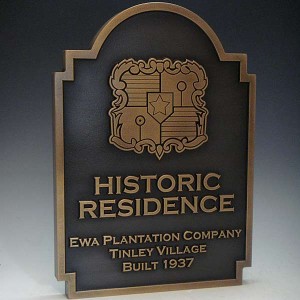 HISTORIC
RESIDENCE
EWA PLANTATION COMPANY
TINLEY VILLAGE
BUILT 1937